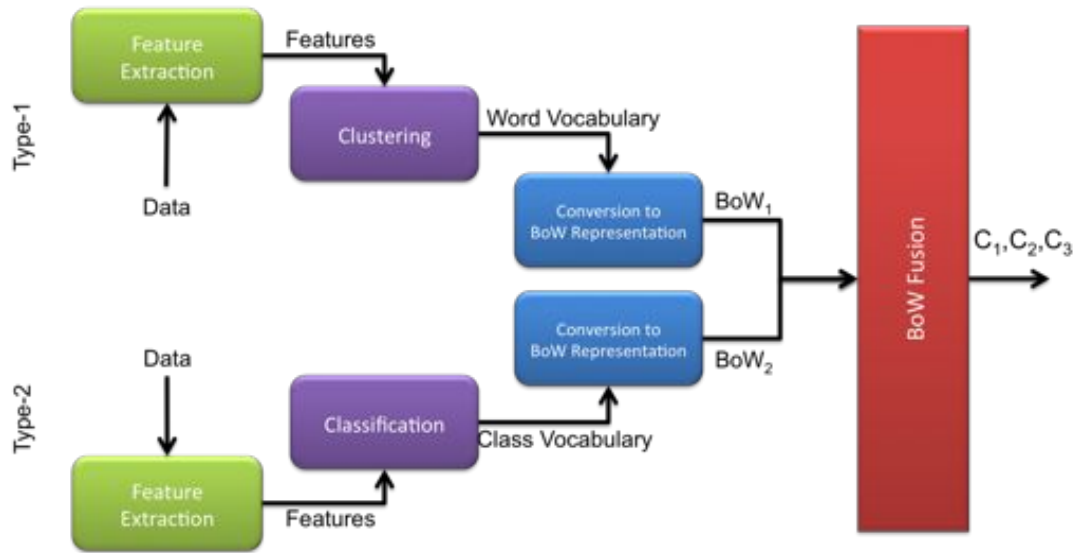 Type-1
Feature
Extraction
Features
Data
Clustering
Word Vocabulary
Conversion to
BoW Representation
BoW1
Type-2
Data
Feature
Extraction
Features
Classification
Class Vocabulary
Conversion to
BoW Representation
BoW2
BoW Fusion
C1,C2,C3